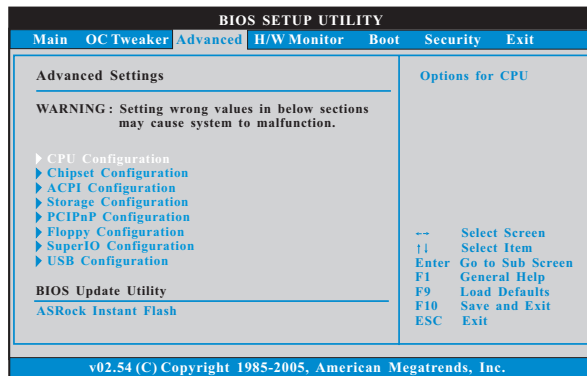 BIOS SETUP UTILITY
Main OC Tweaker Advanced H/W Monitor Boot Security Exit
Advanced Settings
WARNING : Setting wrong values in below sections
may cause system to malfunction.
CPU Configuration
Chipset Configuration
ACPI Configuration
Storage Configuration
PCIPnP Configuration
Floppy Configuration
SuperIO Configuration
USB Configuration
BIOS Update Utility
ASRock Instant Flash
Options for CPU
↔ Select Screen
↑↓ Select Item
Enter Go to Sub Screen
F1 General Help
F9 Load Defaults
F10 Save and Exit
ESC Exit
v02.54 (C) Copyright 1985-2005, American Megatrends, Inc.